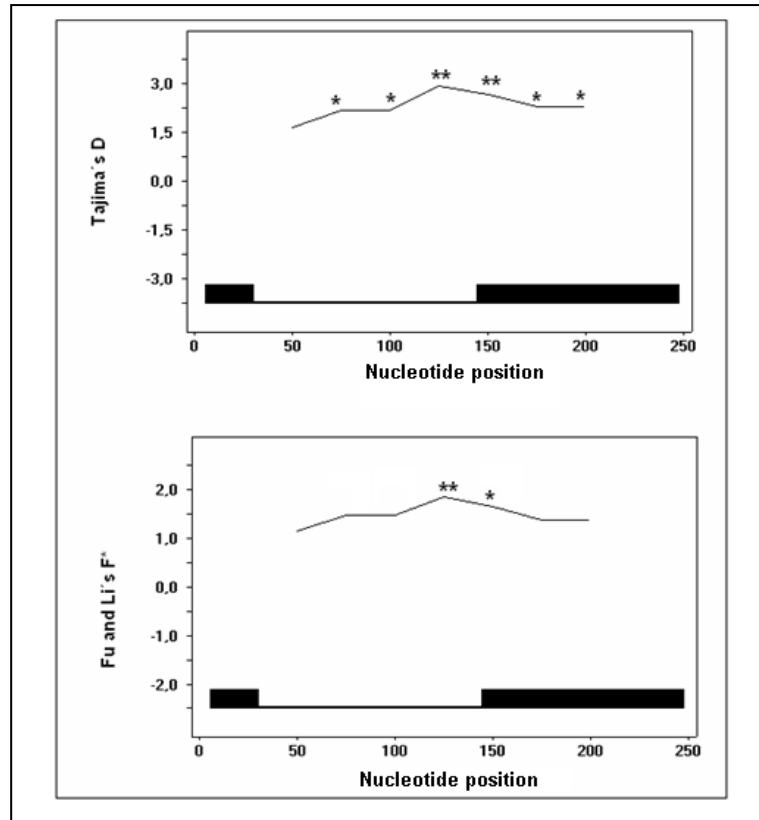 Tajima´s D
3,0
1,5
0,0
-1,5
-3,0
* * ** ** * *
0 50 100 150 200 250
Nucleotide position
Fu and Li´s F*
2,0
1,0
0,0
-1,0
-2,0
** *
0 50 100 150 200 250
Nucleotide position